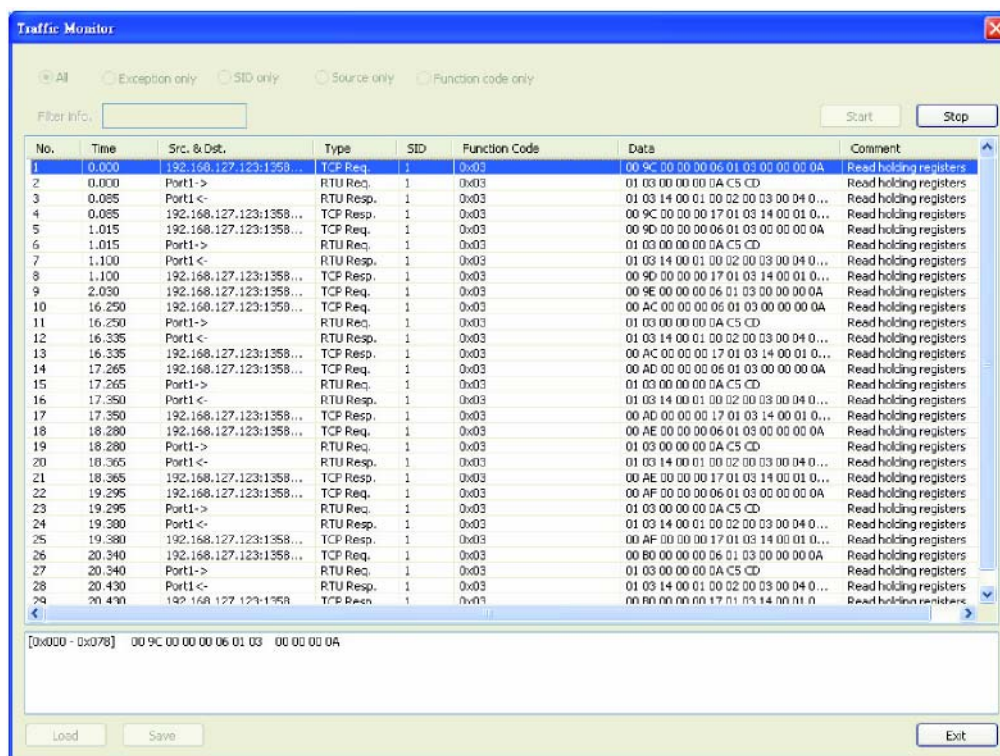 Traffic Monitor
All Exception only SID only Source only Function code only
Filter info. Start Stop
No. Time Src. & Dst. Type SID Function Code Data Comment
1 0.000 192.168.127.123:1358... TCP Req. 1 0x03 00 9C 00 00 00 06 01 03 00 00 00 0A Read holding registers
2 0.000 Port1-> RTU Req. 1 0x03 01 03 00 00 00 0A C5 CD Read holding registers
3 0.085 Port1 <- RTU Resp. 1 0x03 01 03 14 00 01 00 02 00 03 00 04 0... Read holding registers
4 0.085 192.168.127.123:1358... TCP Resp. 1 0x03 00 9C 00 00 00 17 01 03 14 00 01 0... Read holding registers
5 1.015 192.168.127.123:1358... TCP Req. 1 0x03 00 9D 00 00 00 06 01 03 00 00 00 0A Read holding registers
6 1.015 Port1-> RTU Req. 1 0x03 01 03 00 00 00 0A C5 CD Read holding registers
7 1.100 Port1 <- RTU Resp. 1 0x03 01 03 14 00 01 00 02 00 03 00 04 0... Read holding registers
8 1.100 192.168.127.123:1358... TCP Resp. 1 0x03 00 9D 00 00 00 17 01 03 14 00 01 0... Read holding registers
9 2.030 192.168.127.123:1358... TCP Req. 1 0x03 00 9E 00 00 00 06 01 03 00 00 00 0A Read holding registers
10 16.250 192.168.127.123:1358... TCP Req. 1 0x03 00 AC 00 00 00 06 01 03 00 00 00 0A Read holding registers
11 16.250 Port1-> RTU Req. 1 0x03 01 03 00 00 00 0A C5 CD Read holding registers
12 16.335 Port1 <- RTU Resp. 1 0x03 01 03 14 00 01 00 02 00 03 00 04 0... Read holding registers
13 16.335 192.168.127.123:1358... TCP Resp. 1 0x03 00 AC 00 00 00 17 01 03 14 00 01 0... Read holding registers
14 17.265 192.168.127.123:1358... TCP Req. 1 0x03 00 AD 00 00 00 06 01 03 00 00 00 0A Read holding registers
15 17.265 Port1-> RTU Req. 1 0x03 01 03 00 00 00 0A C5 CD Read holding registers
16 17.350 Port1 <- RTU Resp. 1 0x03 01 03 14 00 01 00 02 00 03 00 04 0... Read holding registers
17 17.350 192.168.127.123:1358... TCP Resp. 1 0x03 00 AD 00 00 00 17 01 03 14 00 01 0... Read holding registers
18 18.280 192.168.127.123:1358... TCP Req. 1 0x03 00 AE 00 00 00 06 01 03 00 00 00 0A Read holding registers
19 18.280 Port1-> RTU Req. 1 0x03 01 03 00 00 00 0A C5 CD Read holding registers
20 18.365 Port1 <- RTU Resp. 1 0x03 01 03 14 00 01 00 02 00 03 00 04 0... Read holding registers
21 18.365 192.168.127.123:1358... TCP Resp. 1 0x03 00 AE 00 00 00 17 01 03 14 00 01 0... Read holding registers
22 19.295 192.168.127.123:1358... TCP Req. 1 0x03 00 AF 00 00 00 06 01 03 00 00 00 0A Read holding registers
23 19.295 Port1-> RTU Req. 1 0x03 01 03 00 00 00 0A C5 CD Read holding registers
24 19.380 Port1 <- RTU Resp. 1 0x03 01 03 14 00 01 00 02 00 03 00 04 0... Read holding registers
25 19.380 192.168.127.123:1358... TCP Resp. 1 0x03 00 AF 00 00 00 17 01 03 14 00 01 0... Read holding registers
26 20.340 192.168.127.123:1358... TCP Req. 1 0x03 00 B0 00 00 00 06 01 03 00 00 00 0A Read holding registers
27 20.340 Port1-> RTU Req. 1 0x03 01 03 00 00 00 0A C5 CD Read holding registers
28 20.430 Port1 <- RTU Resp. 1 0x03 01 03 14 00 01 00 02 00 03 00 04 0... Read holding registers
29 20.430 192.168.127.123:1358 TCP Resp 1 0x03 00 B0 00 00 00 17 01 03 14 00 01 0 Read holding registers
[0x000 - 0x078] 00 9C 00 00 00 06 01 03 00 00 00 0A
Load Save Exit